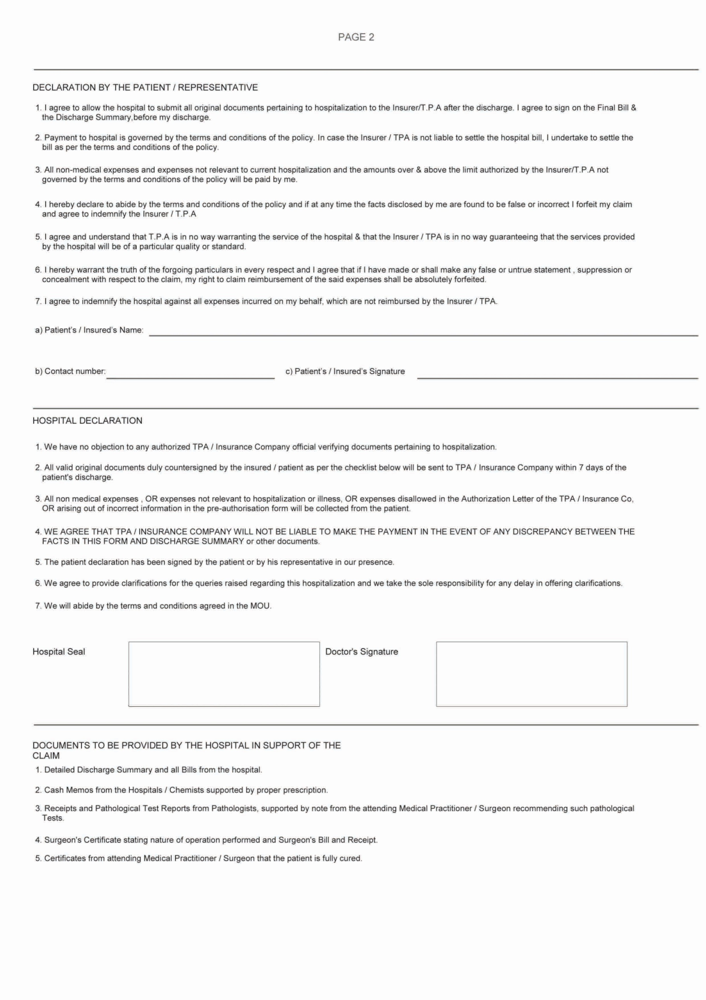 PAGE 2
DECLARATION BY THE PATIENT / REPRESENTATIVE
1. I agree to allow the hospital to submit all original documents pertaining to hospitalization to the Insurer/T.P.A after the discharge. I agree to sign on the Final Bill &
the Discharge Summary,before my discharge.
2. Payment to hospital is governed by the terms and conditions of the policy. In case the Insurer / TPA is not liable to settle the hospital bill, I undertake to settle the
bill as per the terms and conditions of the policy.
3. All non-medical expenses and expenses not relevant to current hospitalization and the amounts over & above the limit authorized by the Insurer/T.P.A not
governed by the terms and conditions of the policy will be paid by me.
4. I hereby declare to abide by the terms and conditions of the policy and if at any time the facts disclosed by me are found to be false or incorrect I forfeit my claim
and agree to indemnify the Insurer / T.P.A
5. I agree and understand that T.P.A is in no way warranting the service of the hospital & that the Insurer / TPA is in no way guaranteeing that the services provided
by the hospital will be of a particular quality or standard.
6. I hereby warrant the truth of the forgoing particulars in every respect and I agree that if I have made or shall make any false or untrue statement , suppression or
concealment with respect to the claim, my right to claim reimbursement of the said expenses shall be absolutely forfeited.
7. I agree to indemnify the hospital against all expenses incurred on my behalf, which are not reimbursed by the Insurer / TPA.
a) Patient's / Insured's Name:
b) Contact number: c) Patient's / Insured's Signature
HOSPITAL DECLARATION
1. We have no objection to any authorized TPA / Insurance Company official verifying documents pertaining to hospitalization.
2. All valid original documents duly countersigned by the insured / patient as per the checklist below will be sent to TPA / Insurance Company within 7 days of the
patient's discharge.
3. All non medical expenses , OR expenses not relevant to hospitalization or illness, OR expenses disallowed in the Authorization Letter of the TPA / Insurance Co,
OR arising out of incorrect information in the pre-authorisation form will be collected from the patient.
4. WE AGREE THAT TPA / INSURANCE COMPANY WILL NOT BE LIABLE TO MAKE THE PAYMENT IN THE EVENT OF ANY DISCREPANCY BETWEEN THE
FACTS IN THIS FORM AND DISCHARGE SUMMARY or other documents.
5. The patient declaration has been signed by the patient or by his representative in our presence.
6. We agree to provide clarifications for the queries raised regarding this hospitalization and we take the sole responsibility for any delay in offering clarifications.
7. We will abide by the terms and conditions agreed in the MOU.
Hospital Seal Doctor's Signature
DOCUMENTS TO BE PROVIDED BY THE HOSPITAL IN SUPPORT OF THE
CLAIM
1. Detailed Discharge Summary and all Bills from the hospital.
2. Cash Memos from the Hospitals / Chemists supported by proper prescription.
3. Receipts and Pathological Test Reports from Pathologists, supported by note from the attending Medical Practitioner / Surgeon recommending such pathological
Tests.
4. Surgeon's Certificate stating nature of operation performed and Surgeon's Bill and Receipt.
5. Certificates from attending Medical Practitioner / Surgeon that the patient is fully cured.